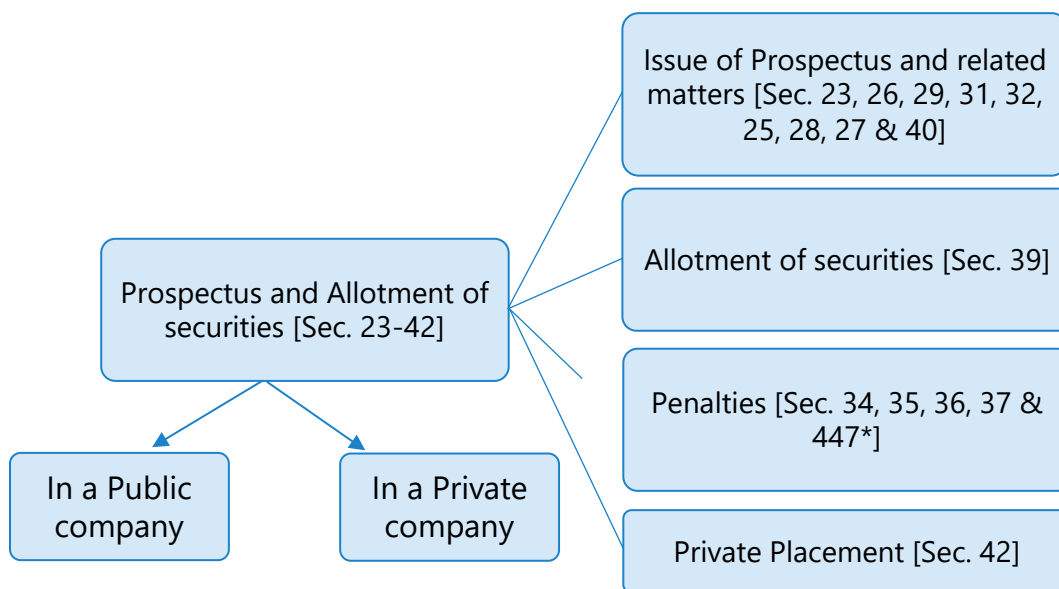 Issue of Prospectus and related
matters [Sec. 23, 26, 29, 31, 32,
25, 28, 27 & 40]
Allotment of securities [Sec. 39]
Prospectus and Allotment of
securities [Sec. 23-42]
Penalties [Sec. 34, 35, 36, 37 &
447*]
In a Public
company
In a Private
company
Private Placement [Sec. 42]